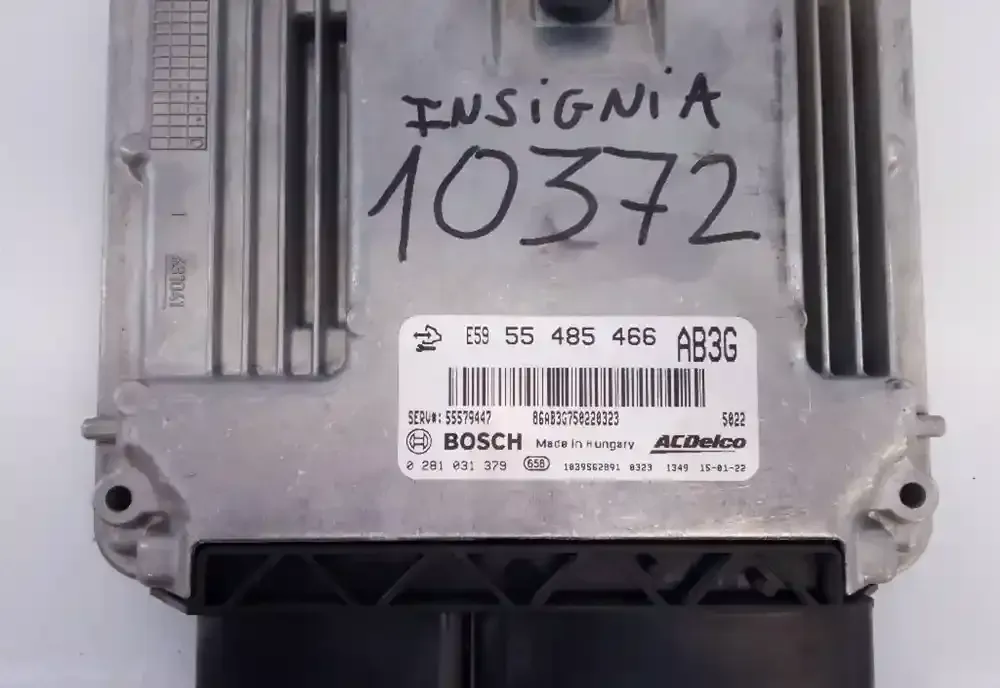 INSiGNiA
10372
E59 55 485 466 AB3G
SERV#: 55579447 86AB3G750220323 5022
BOSCH Made in Hungary ACDelco
0 281 031 379 658 1039S62891 0323 1349 15-01-22